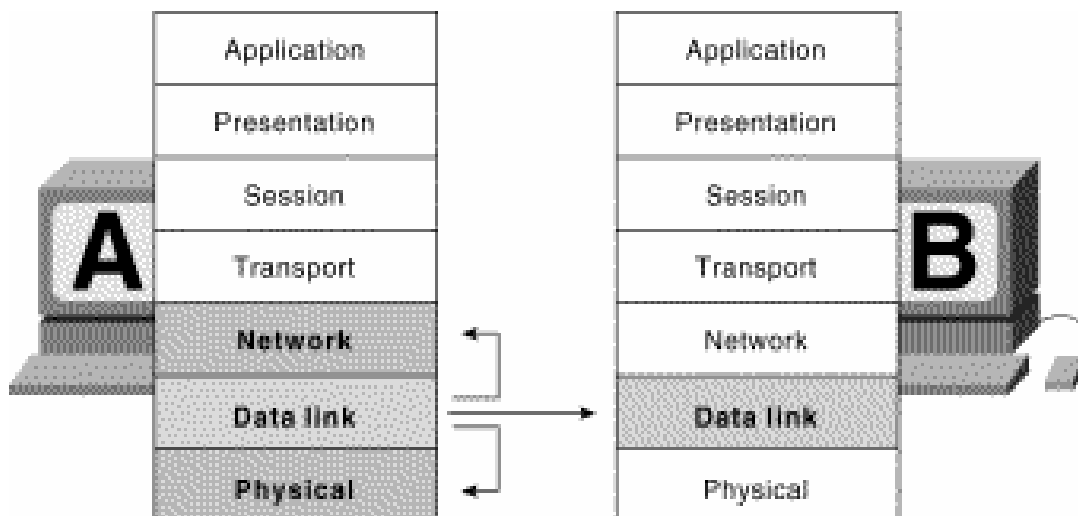 Application
Presentation
Session
Transport
Network
Data link
Physical
A
Application
Presentation
Session
Transport
Network
Data link
Physical
B